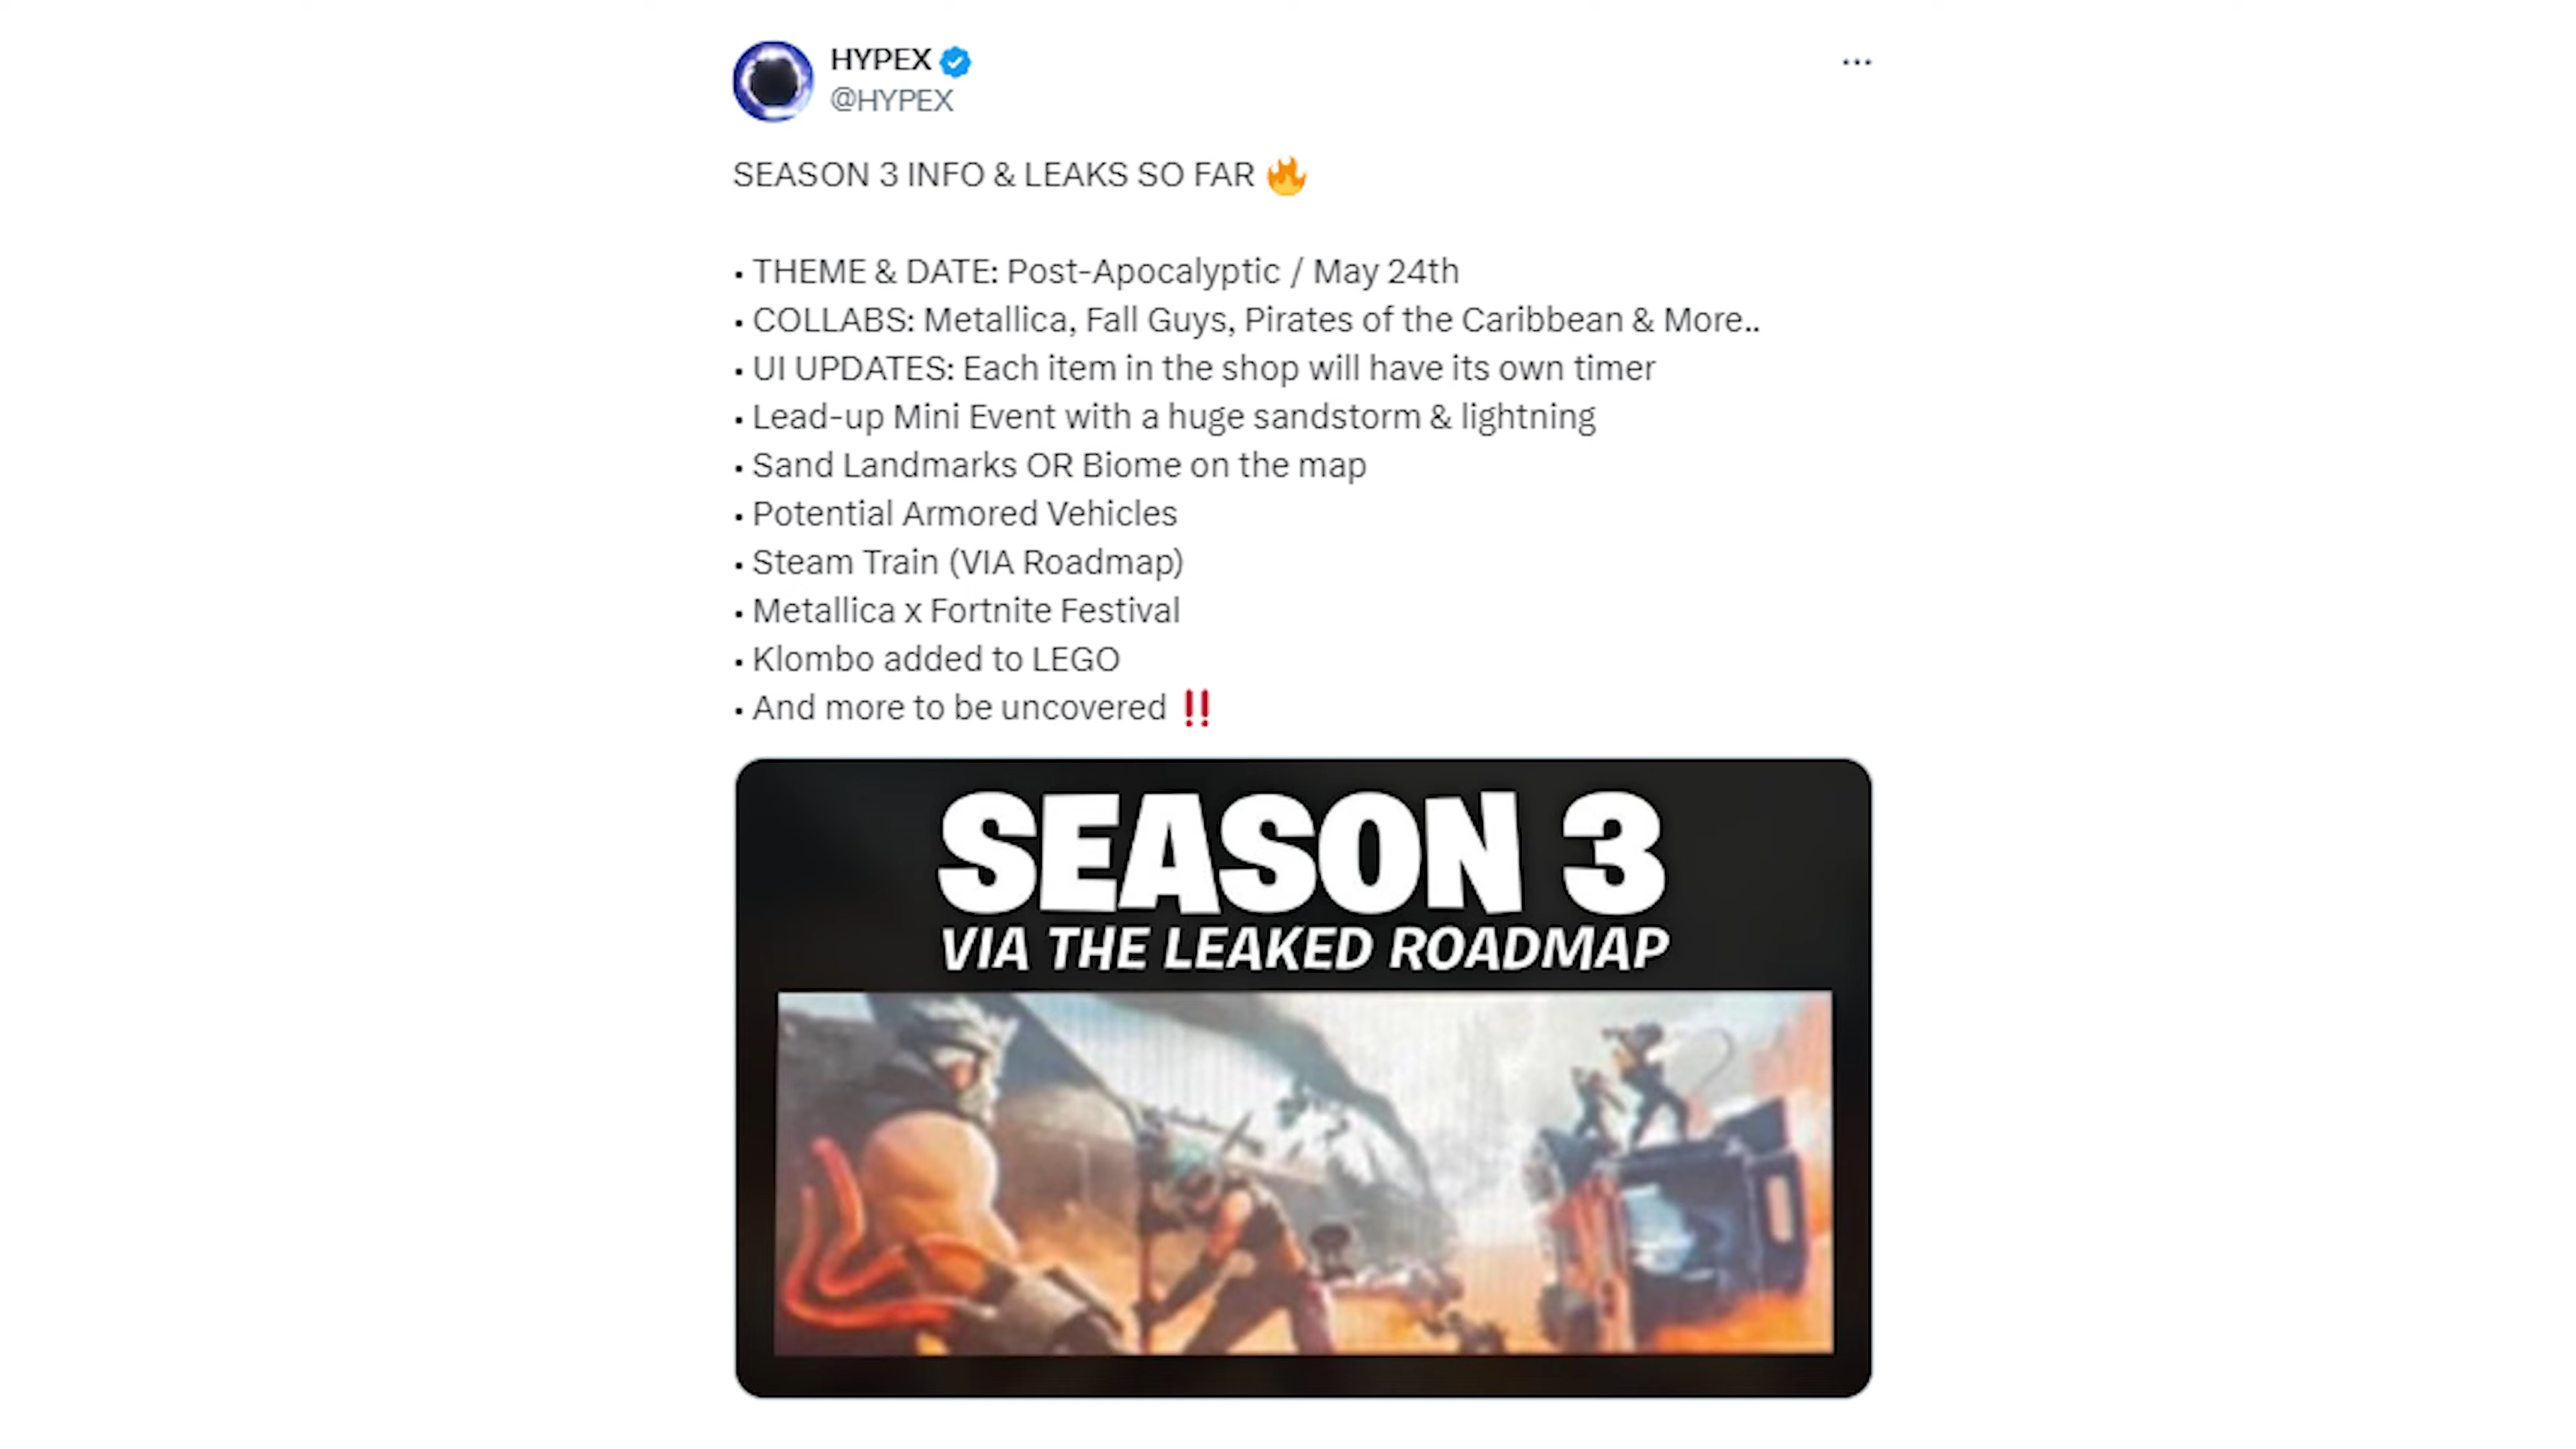 HYPEX
@HYPEX
SEASON 3 INFO & LEAKS SO FAR 🔥
• THEME & DATE: Post-Apocalyptic / May 24th
• COLLABS: Metallica, Fall Guys, Pirates of the Caribbean & More..
• UI UPDATES: Each item in the shop will have its own timer
• Lead-up Mini Event with a huge sandstorm & lightning
• Sand Landmarks OR Biome on the map
• Potential Armored Vehicles
• Steam Train (VIA Roadmap)
• Metallica x Fortnite Festival
• Klombo added to LEGO
• And more to be uncovered ‼️
SEASON 3
VIA THE LEAKED ROADMAP